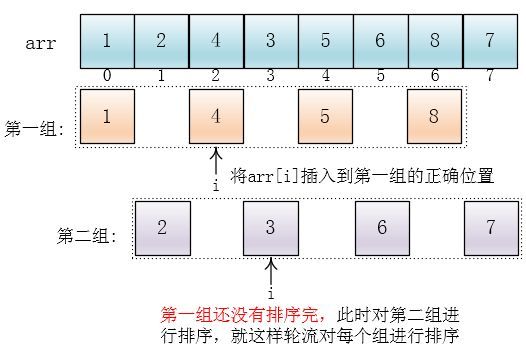 arr 1 2 4 3 5 6 8 7
0 1 2 3 4 5 6 7
第一组: 1 4 5 8
i 将arr[i]插入到第一组的正确位置
第二组: 2 3 6 7
i
第一组还没有排序完，此时对第二组进
行排序，就这样轮流对每个组进行排序